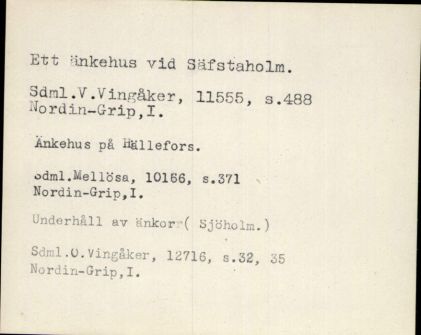 Ett änkehus vid Säfstaholm.
Sdml.V.Vingåker, 11555, s.488
Nordin-Grip,I.
Änkehus på Hällefors.
Sdml.Mellösa, 10166, s.371
Nordin-Grip,I.
Underhåll av änkor ( Sjöholm.)
Sdml.O.Vingåker, 12716, s.32, 35
Nordin-Grip,I.